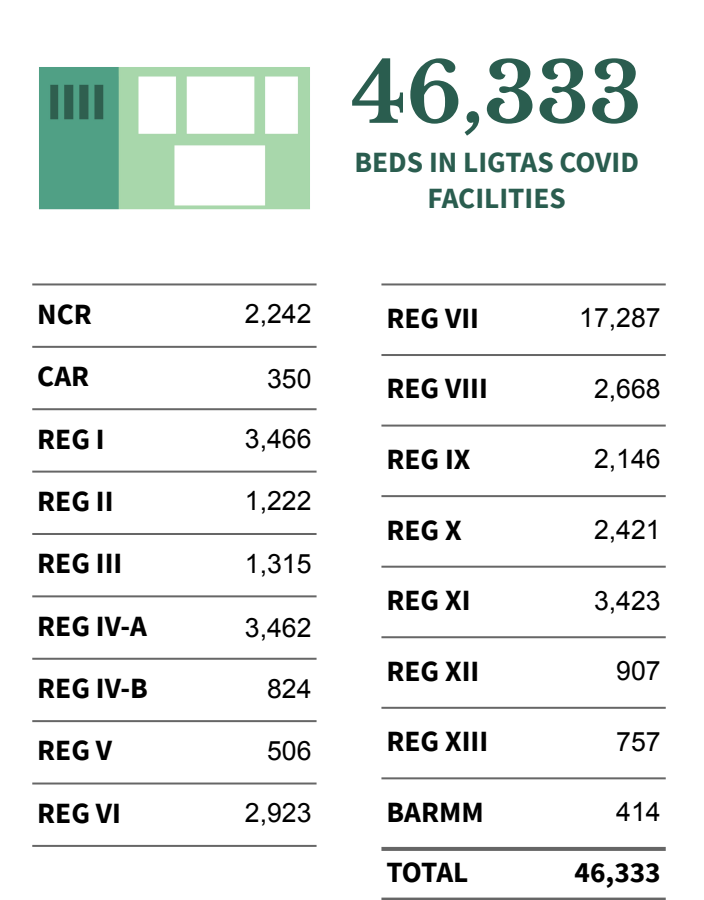 46,333
BEDS IN LIGTAS COVID
FACILITIES
NCR 2,242
CAR 350
REG I 3,466
REG II 1,222
REG III 1,315
REG IV-A 3,462
REG IV-B 824
REG V 506
REG VI 2,923
REG VII 17,287
REG VIII 2,668
REG IX 2,146
REG X 2,421
REG XI 3,423
REG XII 907
REG XIII 757
BARMM 414
TOTAL 46,333